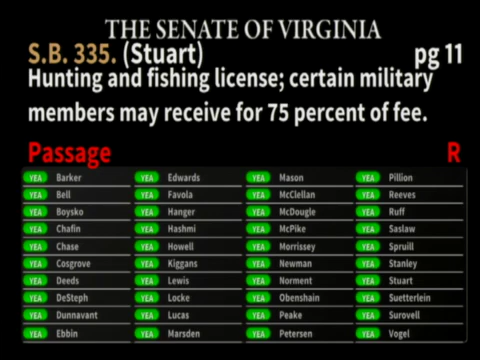 THE SENATE OF VIRGINIA
S.B. 335. (Stuart) pg 11
Hunting and fishing license; certain military
members may receive for 75 percent of fee.
Passage R
YEA Barker YEA Edwards YEA Mason YEA Pillion
YEA Bell YEA Favola YEA McClellan YEA Reeves
YEA Boysko YEA Hanger YEA McDougle YEA Ruff
YEA Chafin YEA Hashmi YEA McPike YEA Saslaw
YEA Chase YEA Howell YEA Morrissey YEA Spruill
YEA Cosgrove YEA Kiggans YEA Newman YEA Stanley
YEA Deeds YEA Lewis YEA Norment YEA Stuart
YEA DeSteph YEA Locke YEA Obenshain YEA Suetterlein
YEA Dunnavant YEA Lucas YEA Peake YEA Surovell
YEA Ebbin YEA Marsden YEA Petersen YEA Vogel